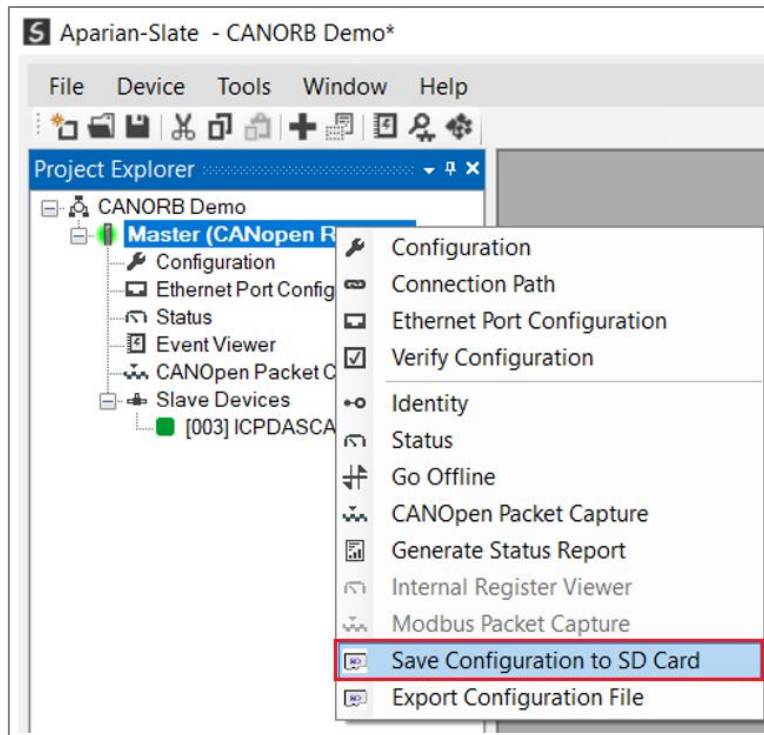 Aparian-Slate - CANORB Demo*
File Device Tools Window Help
Project Explorer
CANORB Demo
Master (CANopen R
Configuration
Ethernet Port Config
Status
Event Viewer
CANOpen Packet C
Slave Devices
[003] ICPDASCA
Configuration
Connection Path
Ethernet Port Configuration
Verify Configuration
Identity
Status
Go Offline
CANOpen Packet Capture
Generate Status Report
Internal Register Viewer
Modbus Packet Capture
Save Configuration to SD Card
Export Configuration File